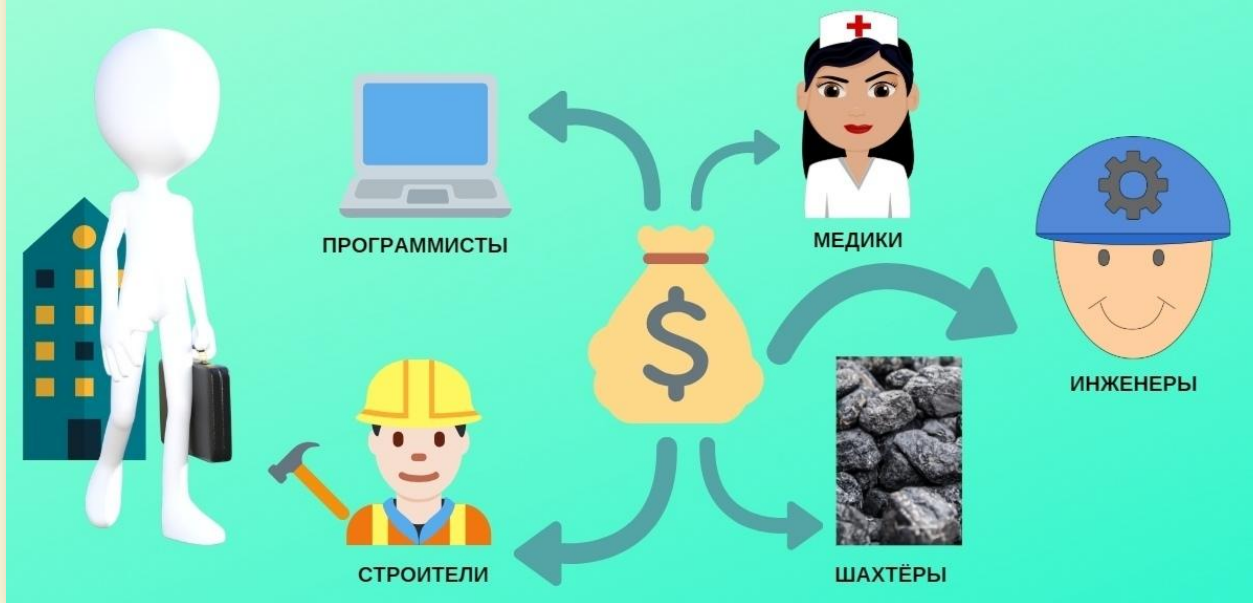 ПРОГРАММИСТЫ
МЕДИКИ
$
ИНЖЕНЕРЫ
СТРОИТЕЛИ
ШАХТЁРЫ